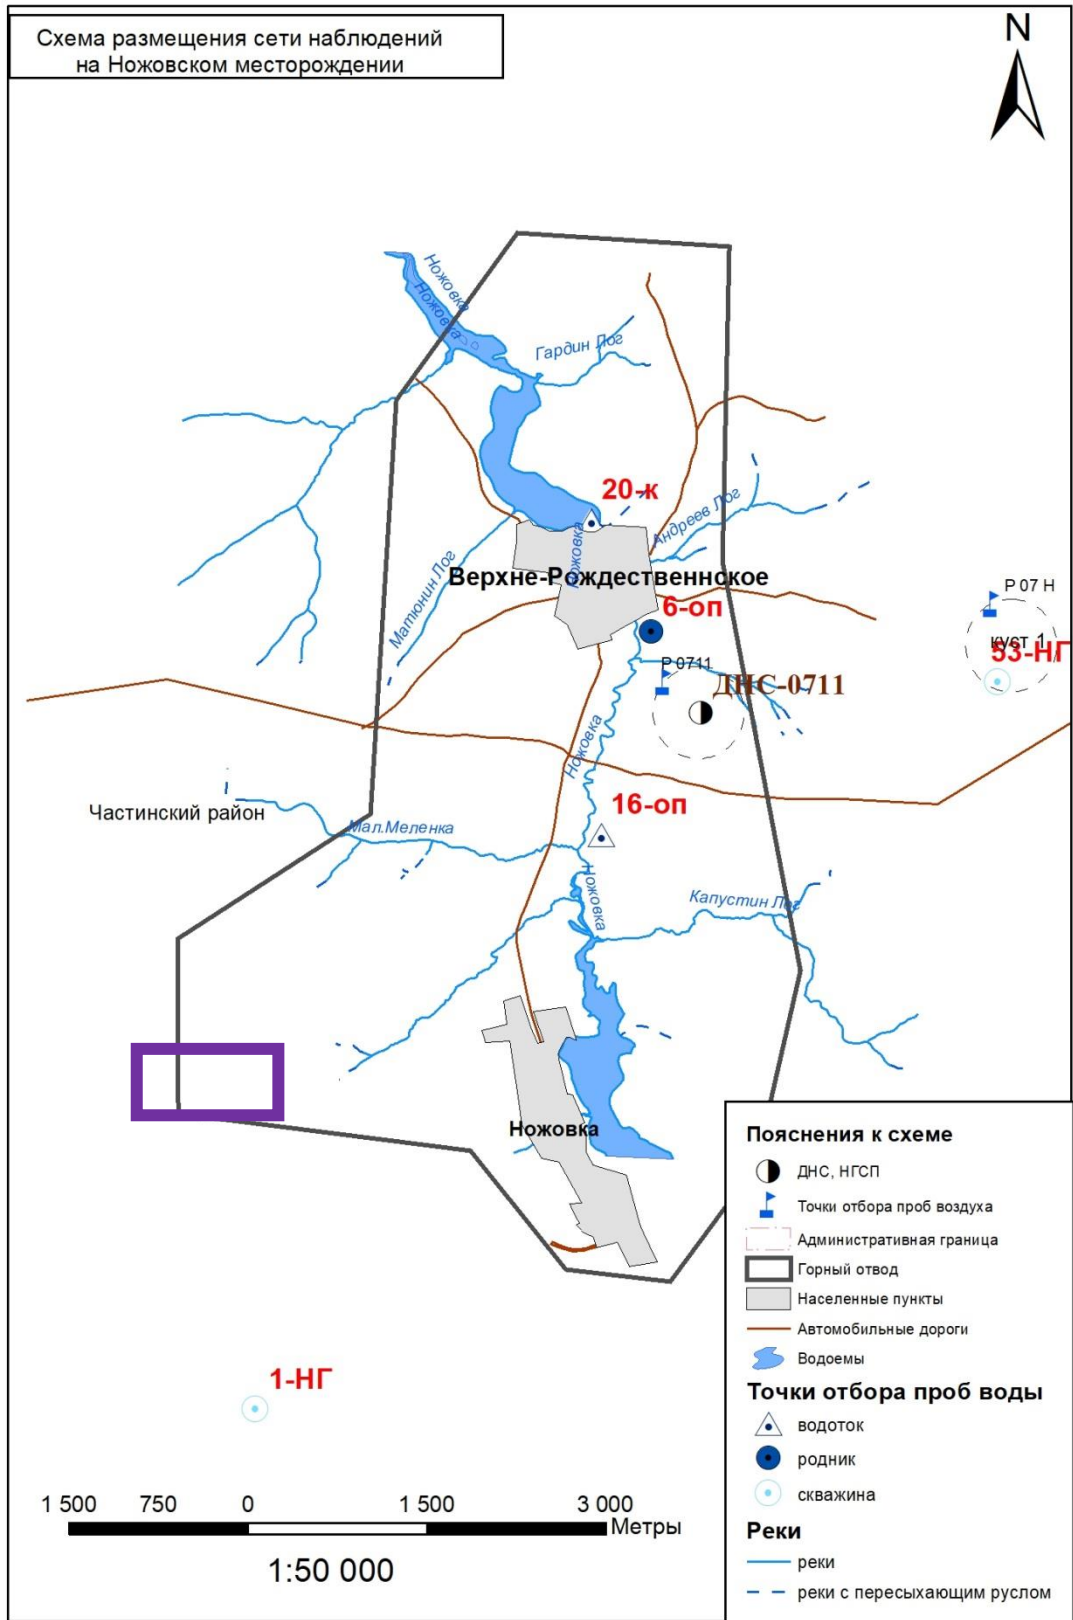 Схема размещения сети наблюдений
на Ножовском месторождении
N
Ножовка
Ножовка
Гардин Лог
20-к
Андреев Лог
Ножовка
Матюнин Лог
Верхне-Рождественнское
6-оп
Р 07 Н
куст 1
53-НГ
Р 0711
ДНС-0711
Ножовка
16-оп
Частинский район
Мал.Меленка
Ножовка
Капустин Лог
Ножовка
1-НГ
1 500 750 0 1 500 3 000
Метры
1:50 000
Пояснения к схеме
ДНС, НГСП
Точки отбора проб воздуха
Административная граница
Горный отвод
Населенные пункты
Автомобильные дороги
Водоемы
Точки отбора проб воды
водоток
родник
скважина
Реки
реки
реки с пересыхающим руслом